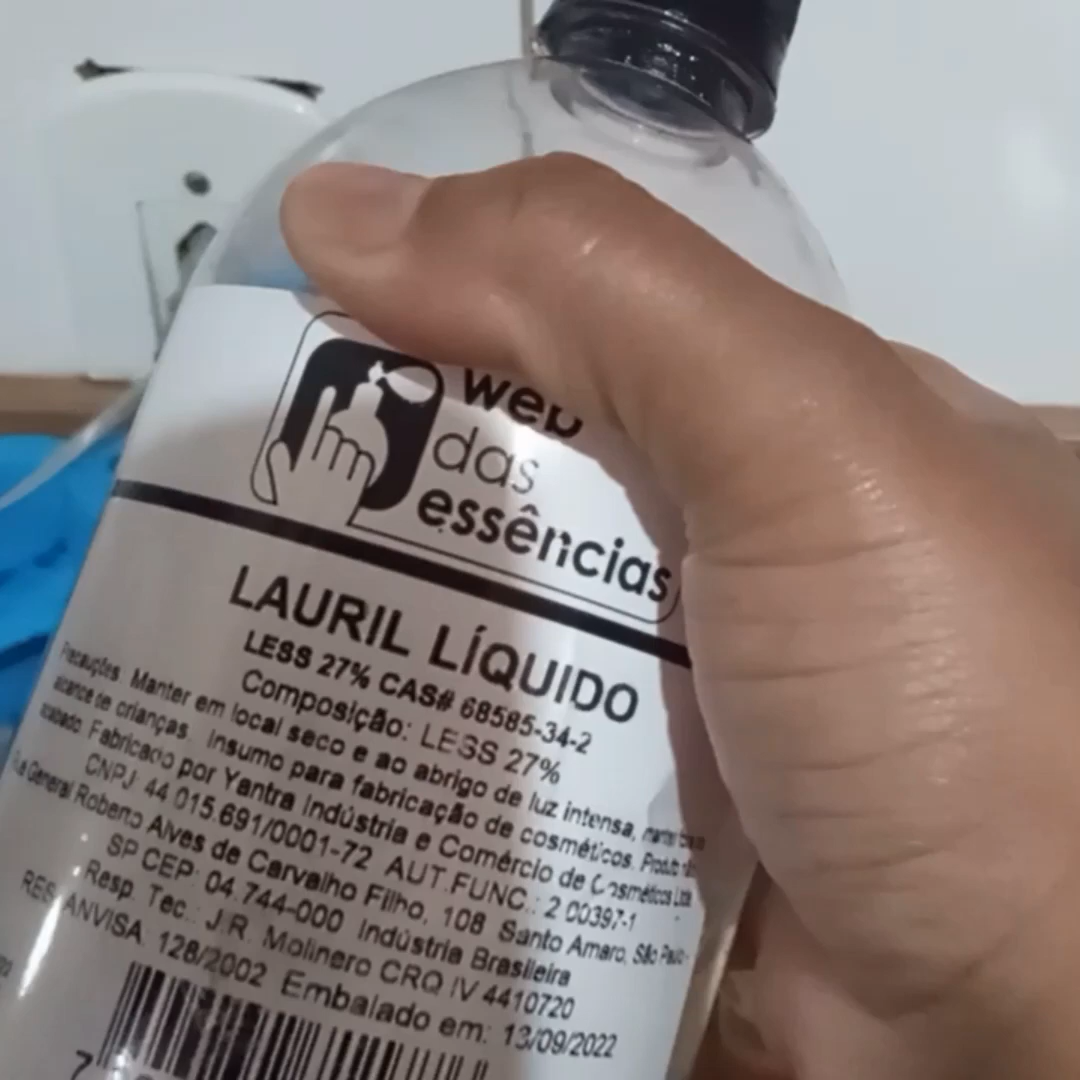 web
das
essências
LAURIL LÍQUIDO
LESS 27% CAS# 68585-34-2
Composição: LESS 27%
Precauções. Manter em local seco e ao abrigo de luz intensa,
alcance de crianças. Insumo para fabricação de cosméticos. Produto
acabado. Fabricado por Yantra Indústria e Comércio de Cosméticos Ltda
CNPJ 44.015.691/0001-72 AUT.FUNC.: 2 00397-1
Rua General Roberto Alves de Carvalho Filho, 108 Santo Amaro, São Paulo -
SP CEP: 04.744-000 Indústria Brasileira
Resp. Tec.: J.R. Molinero CRQ IV 4410720
RES ANVISA 128/2002 Embalado em: 13/09/2022
7